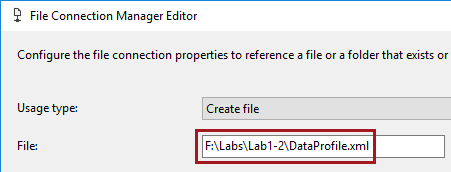 File Connection Manager Editor
Configure the file connection properties to reference a file or a folder that exists or
Usage type: Create file
File: F:\Labs\Lab1-2\DataProfile.xml